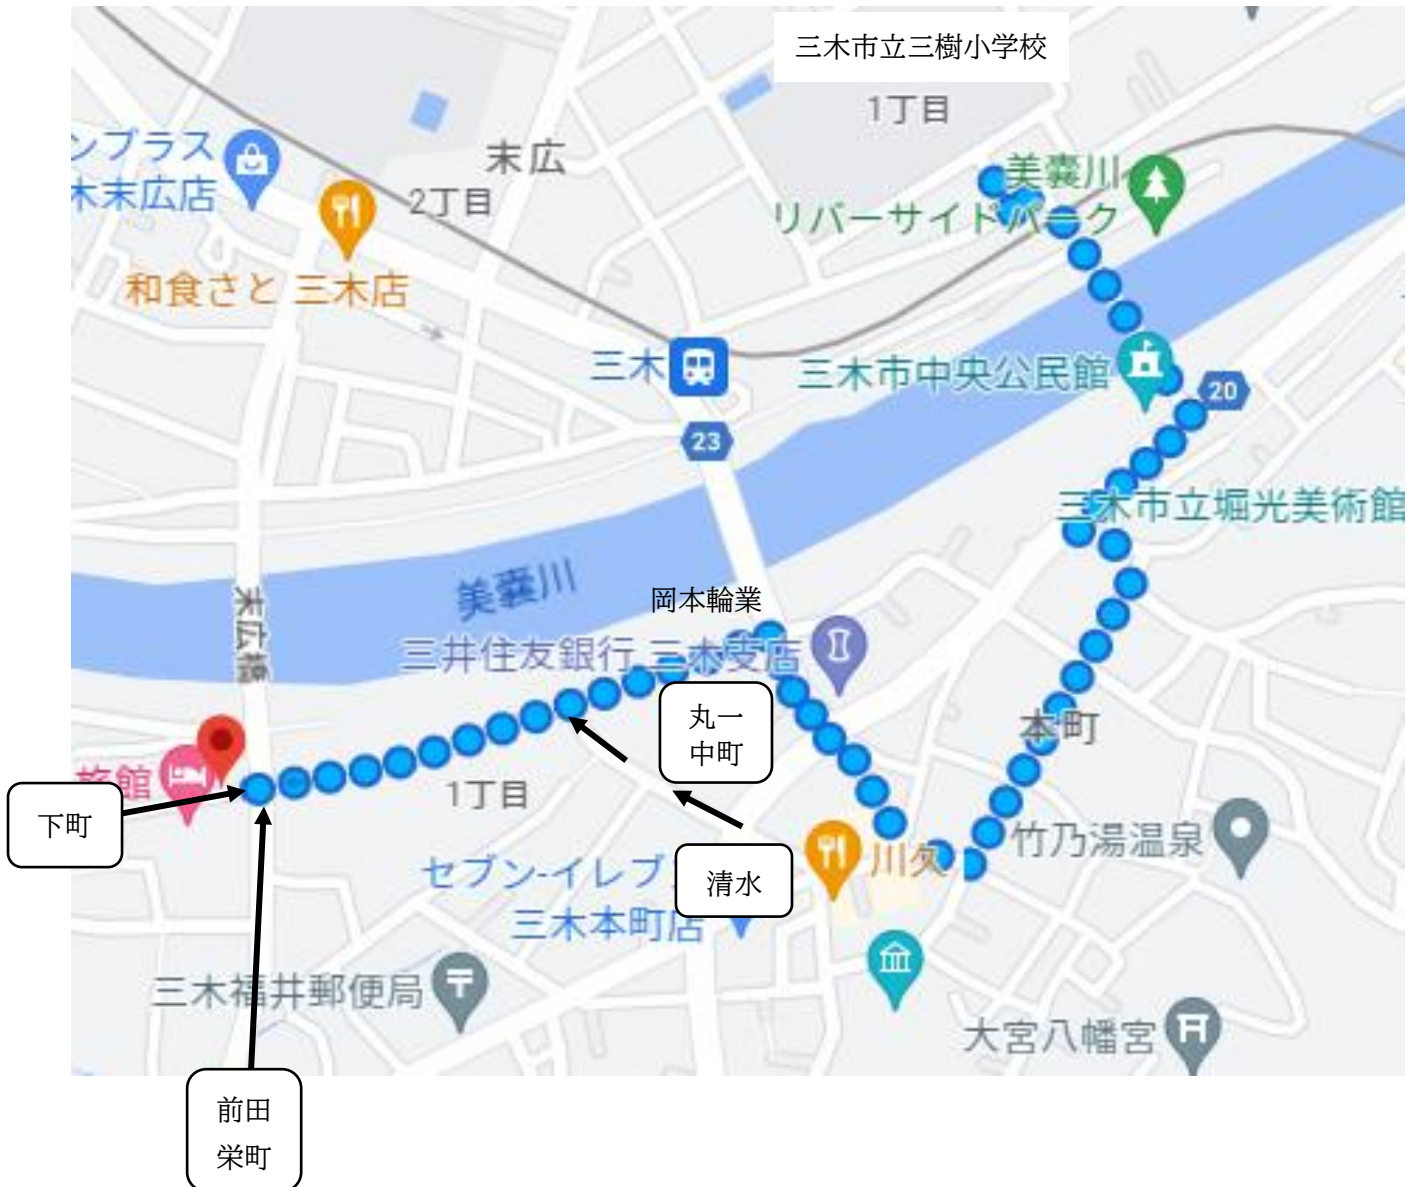 三木市立三樹小学校
1丁目
ンプラス
木末広店
末広
2丁目
美嚢川
リバーサイドパーク
和食さと 三木店
三木
三木市中央公民館
20
23
三木市立堀光美術館
美嚢川
末広橋
岡本輪業
三井住友銀行 三木支店
丸一
中町
本町
旅館
1丁目
下町
竹乃湯温泉
川久
セブン-イレブ
三木本町店
清水
三木福井郵便局
大宮八幡宮
前田
栄町